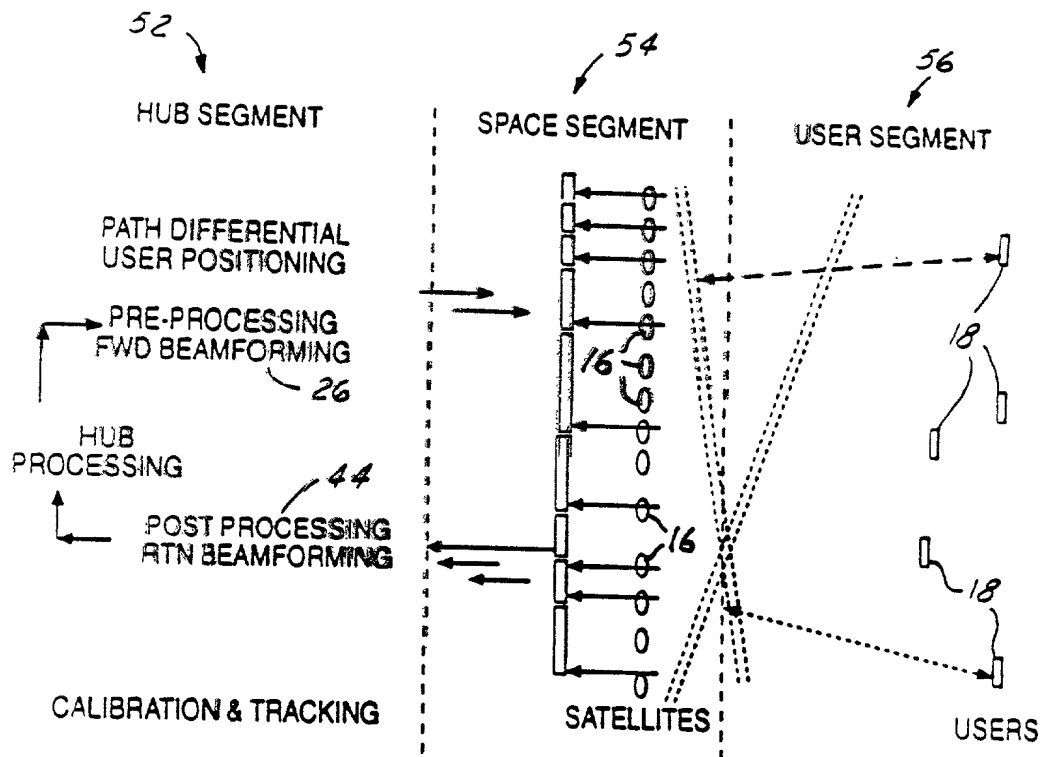 52
54
56
HUB SEGMENT
SPACE SEGMENT
USER SEGMENT
PATH DIFFERENTIAL
USER POSITIONING
PRE-PROCESSING
FWD BEAMFORMING
26
16
18
HUB
PROCESSING
44
POST PROCESSING
RTN BEAMFORMING
16
18
CALIBRATION & TRACKING
SATELLITES
USERS